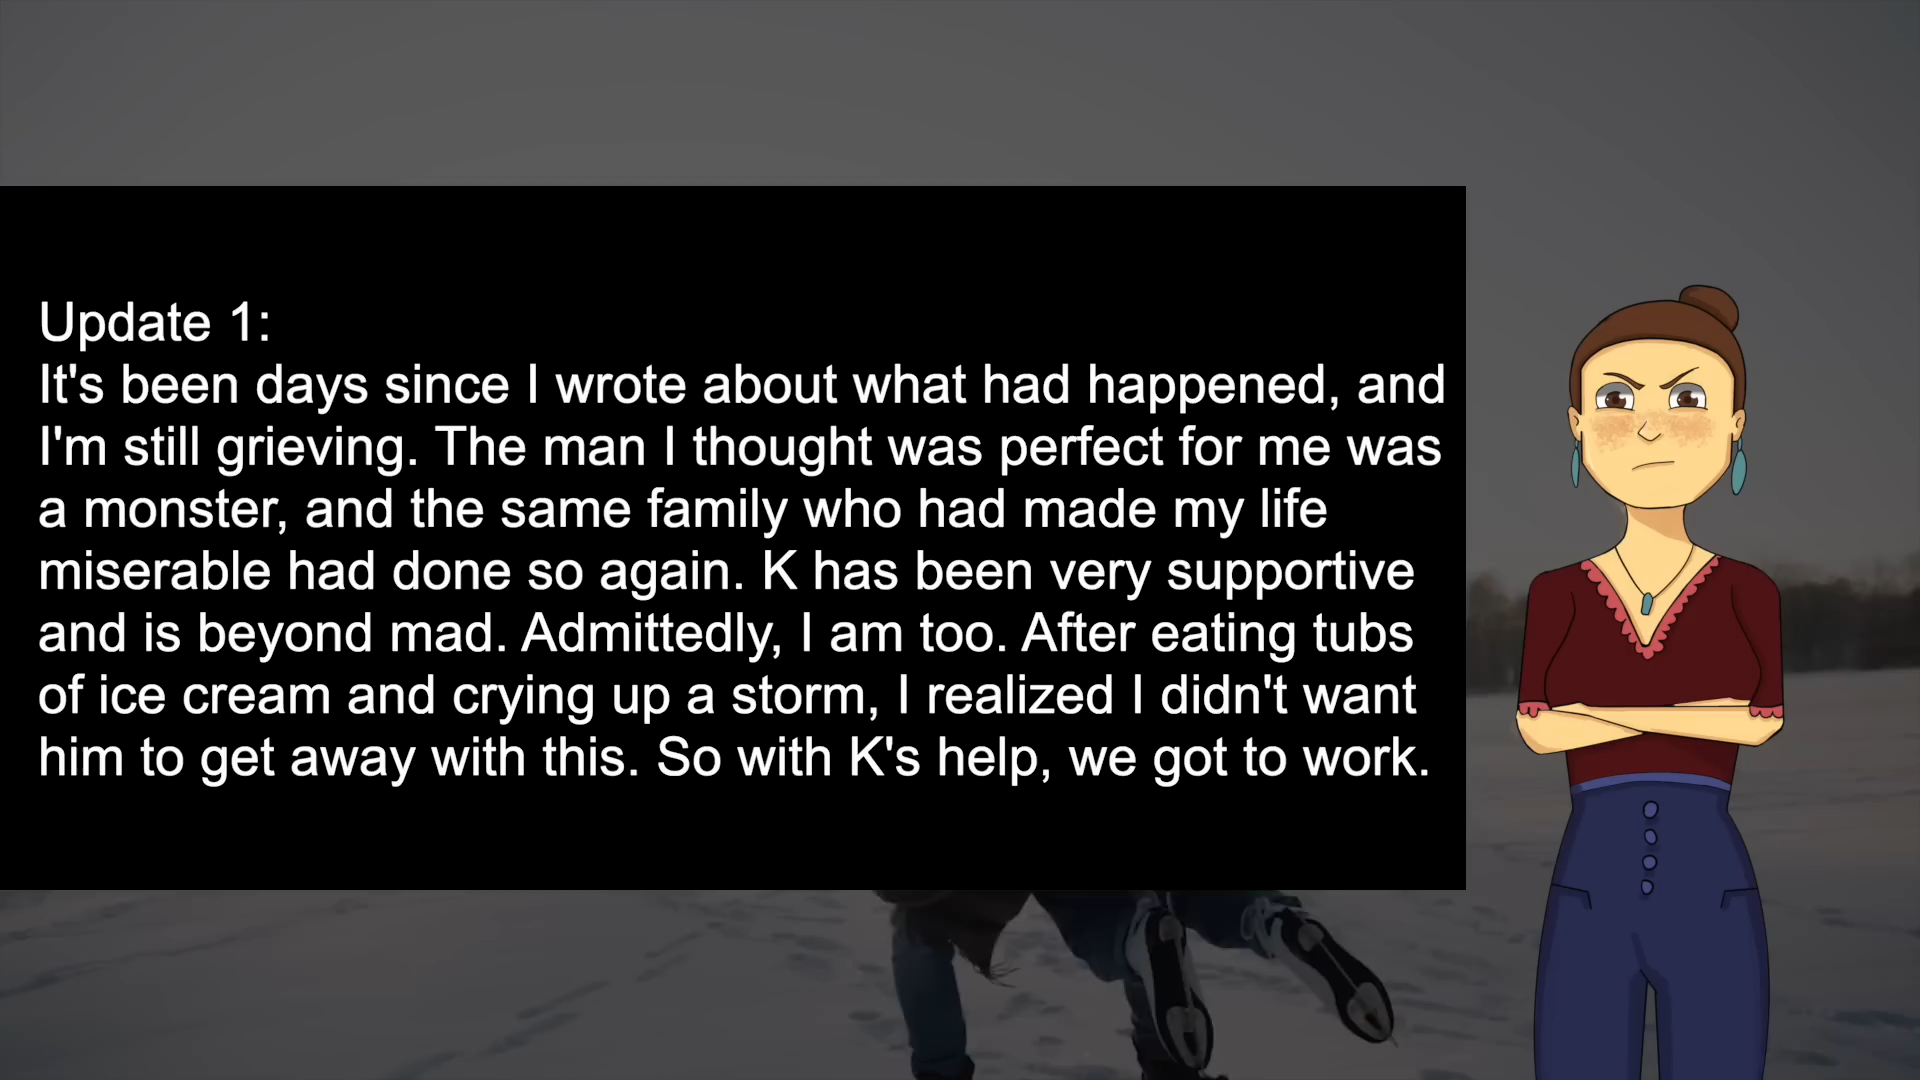 Update 1:
It's been days since I wrote about what had happened, and
I'm still grieving. The man I thought was perfect for me was
a monster, and the same family who had made my life
miserable had done so again. K has been very supportive
and is beyond mad. Admittedly, I am too. After eating tubs
of ice cream and crying up a storm, I realized I didn't want
him to get away with this. So with K's help, we got to work.